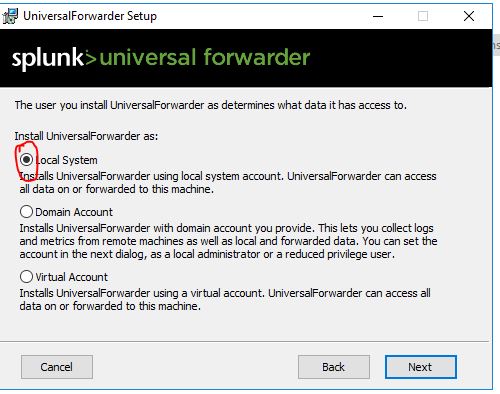 UniversalForwarder Setup
splunk>universal forwarder
The user you install UniversalForwarder as determines what data it has access to.
Install UniversalForwarder as:
Local System
Installs UniversalForwarder using local system account. UniversalForwarder can access
all data on or forwarded to this machine.
Domain Account
Installs UniversalForwarder with domain account you provide. This lets you collect logs
and metrics from remote machines as well as local and forwarded data. You can set the
account in the next dialog, as a local administrator or a reduced privilege user.
Virtual Account
Installs UniversalForwarder using a virtual account. UniversalForwarder can access all
data on or forwarded to this machine.
Cancel
Back
Next